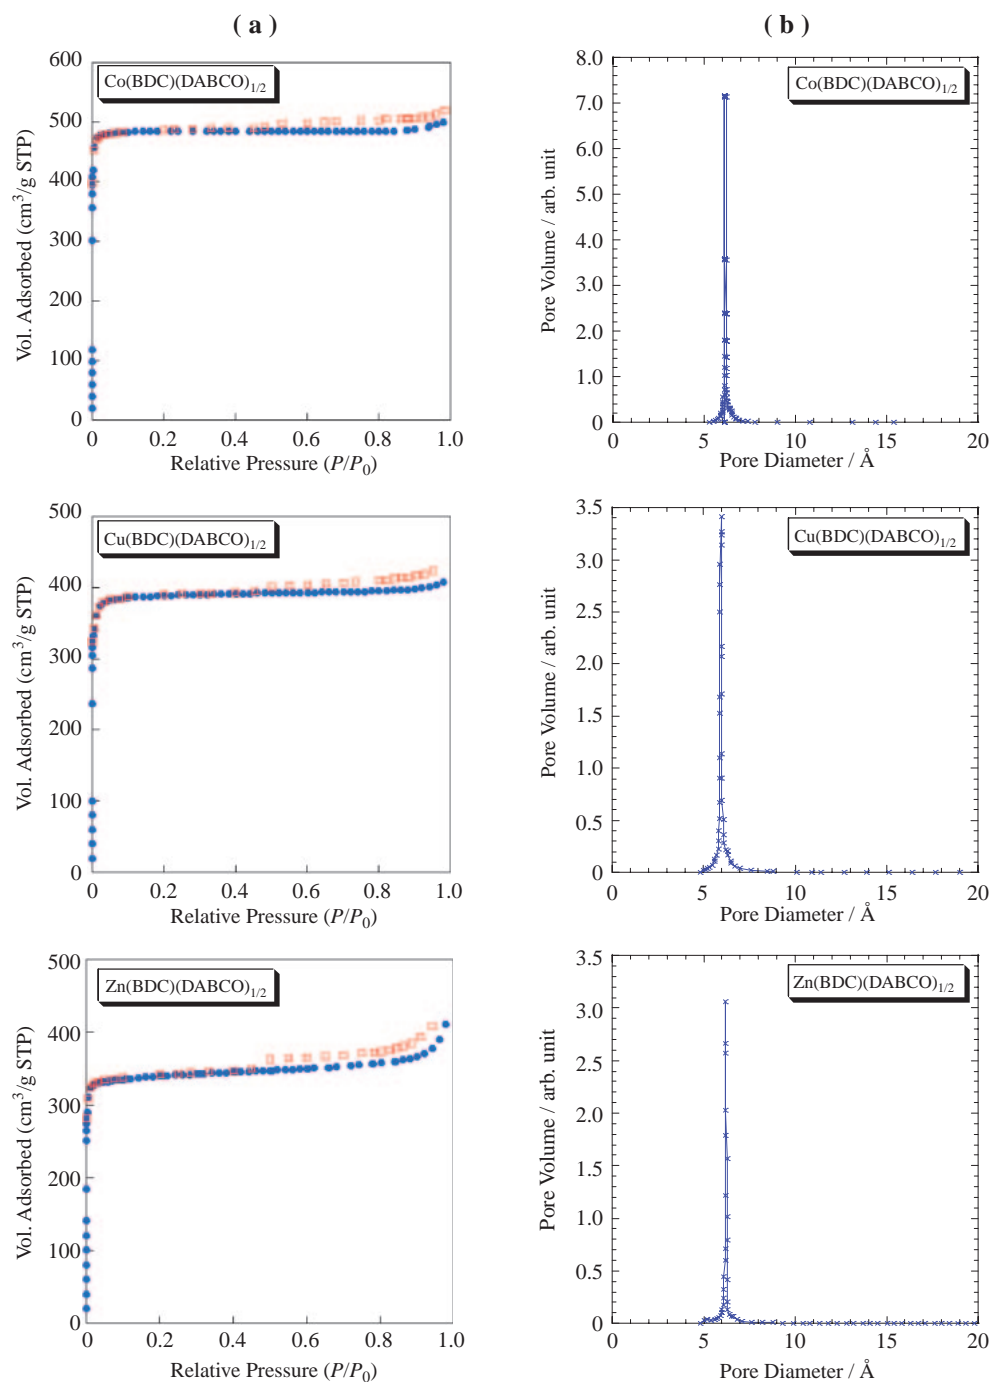 ( a )
600
500
400
300
200
100
0
Vol. Adsorbed (cm³/g STP)
Co(BDC)(DABCO)₁/₂
0 0.2 0.4 0.6 0.8 1.0
Relative Pressure (P/P₀)
( b )
8.0
7.0
6.0
5.0
4.0
3.0
2.0
1.0
0
Pore Volume / arb. unit
Co(BDC)(DABCO)₁/₂
0 5 10 15 20
Pore Diameter / Å
500
400
300
200
100
0
Vol. Adsorbed (cm³/g STP)
Cu(BDC)(DABCO)₁/₂
0 0.2 0.4 0.6 0.8 1.0
Relative Pressure (P/P₀)
3.5
3.0
2.5
2.0
1.5
1.0
0.5
0
Pore Volume / arb. unit
Cu(BDC)(DABCO)₁/₂
0 5 10 15 20
Pore Diameter / Å
500
400
300
200
100
0
Vol. Adsorbed (cm³/g STP)
Zn(BDC)(DABCO)₁/₂
0 0.2 0.4 0.6 0.8 1.0
Relative Pressure (P/P₀)
3.5
3.0
2.5
2.0
1.5
1.0
0.5
0
Pore Volume / arb. unit
Zn(BDC)(DABCO)₁/₂
0 5 10 15 20
Pore Diameter / Å